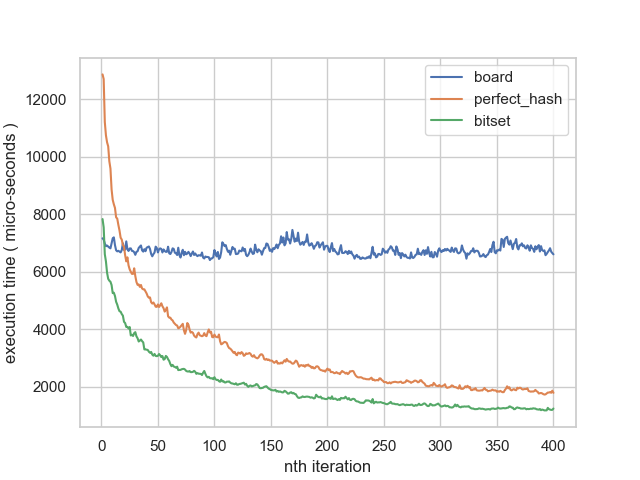 board
perfect_hash
bitset
execution time ( micro-seconds )
12000
10000
8000
6000
4000
2000
0 50 100 150 200 250 300 350 400
nth iteration